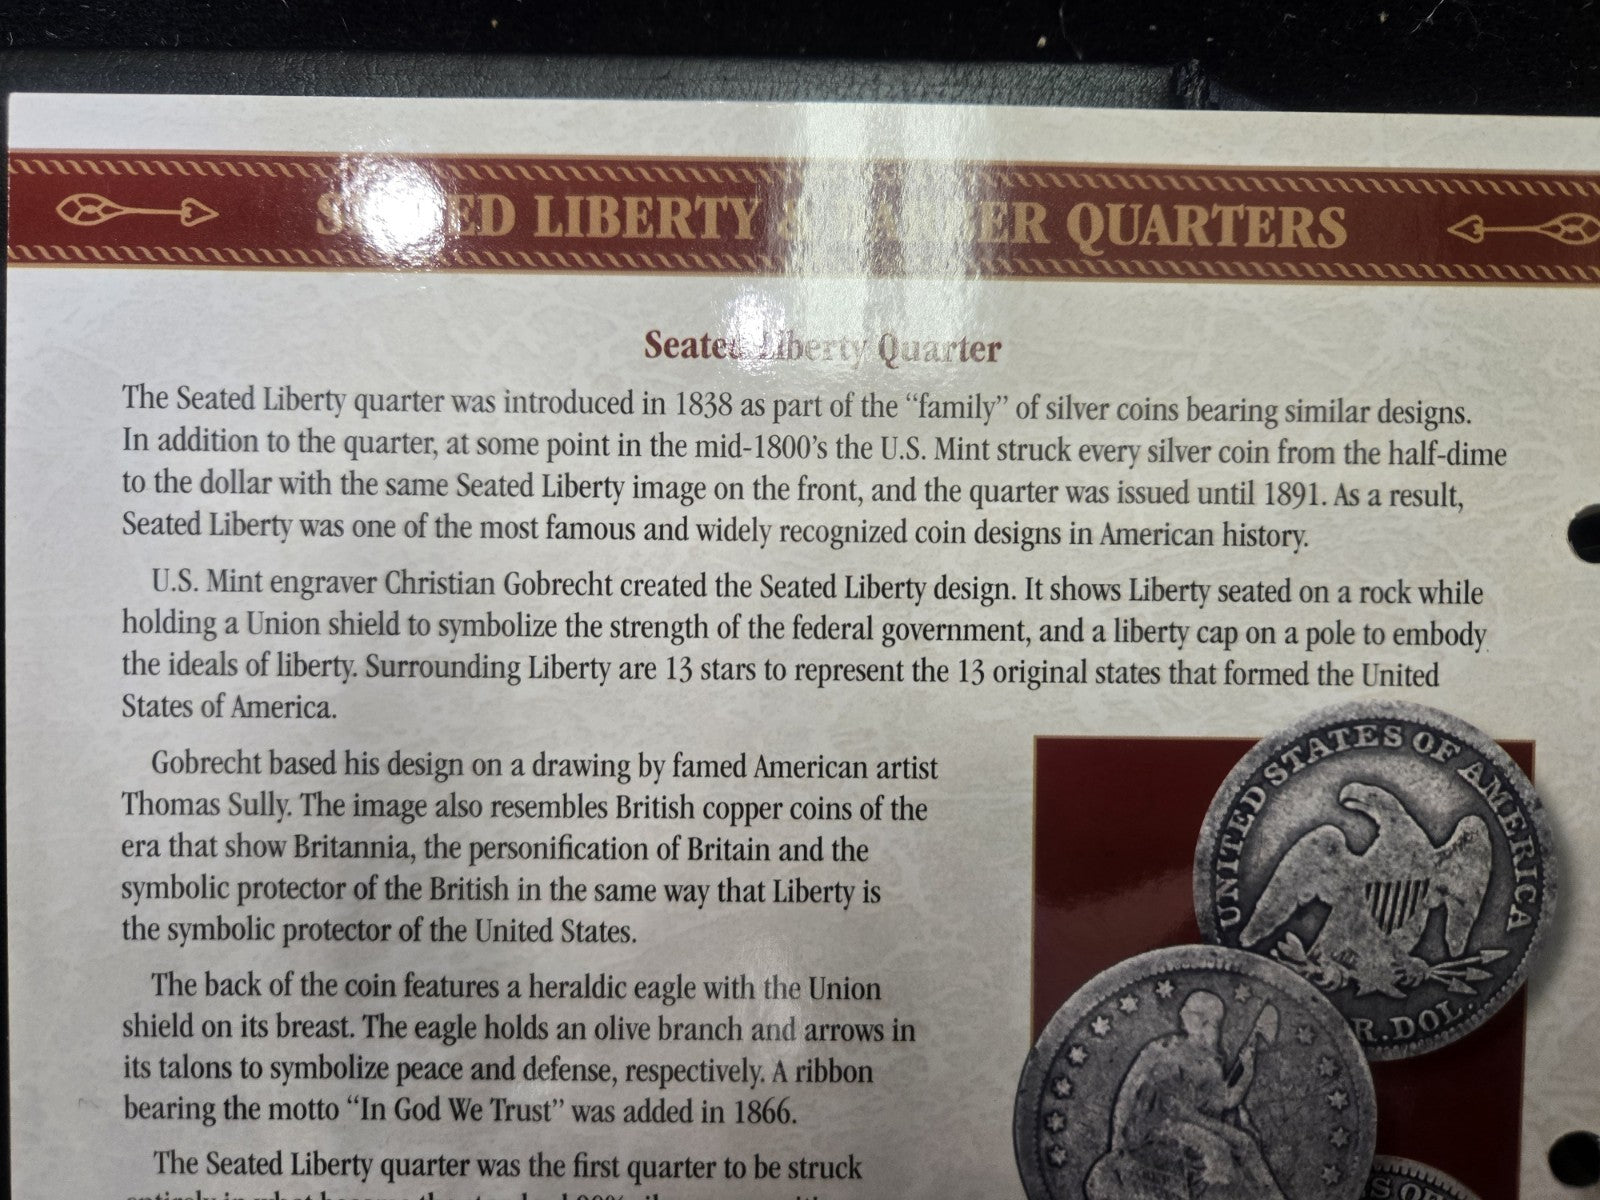 SEATED LIBERTY & BARBER QUARTERS
Seated Liberty Quarter
The Seated Liberty quarter was introduced in 1838 as part of the “family” of silver coins bearing similar designs.
In addition to the quarter, at some point in the mid-1800’s the U.S. Mint struck every silver coin from the half-dime
to the dollar with the same Seated Liberty image on the front, and the quarter was issued until 1891. As a result,
Seated Liberty was one of the most famous and widely recognized coin designs in American history.
U.S. Mint engraver Christian Gobrecht created the Seated Liberty design. It shows Liberty seated on a rock while
holding a Union shield to symbolize the strength of the federal government, and a liberty cap on a pole to embody
the ideals of liberty. Surrounding Liberty are 13 stars to represent the 13 original states that formed the United
States of America.
Gobrecht based his design on a drawing by famed American artist
Thomas Sully. The image also resembles British copper coins of the
era that show Britannia, the personification of Britain and the
symbolic protector of the British in the same way that Liberty is
the symbolic protector of the United States.
The back of the coin features a heraldic eagle with the Union
shield on its breast. The eagle holds an olive branch and arrows in
its talons to symbolize peace and defense, respectively. A ribbon
bearing the motto “In God We Trust” was added in 1866.
The Seated Liberty quarter was the first quarter to be struck
UNITED STATES OF AMERICA
R. DOL.